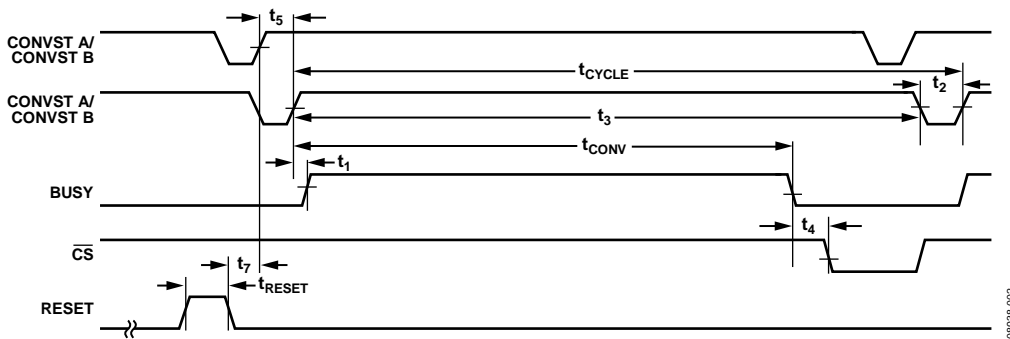 t5
CONVST A/
CONVST B
tCYCLE
t2
CONVST A/
CONVST B
t3
tCONV
t1
BUSY
t4
CS
t7
tRESET
RESET